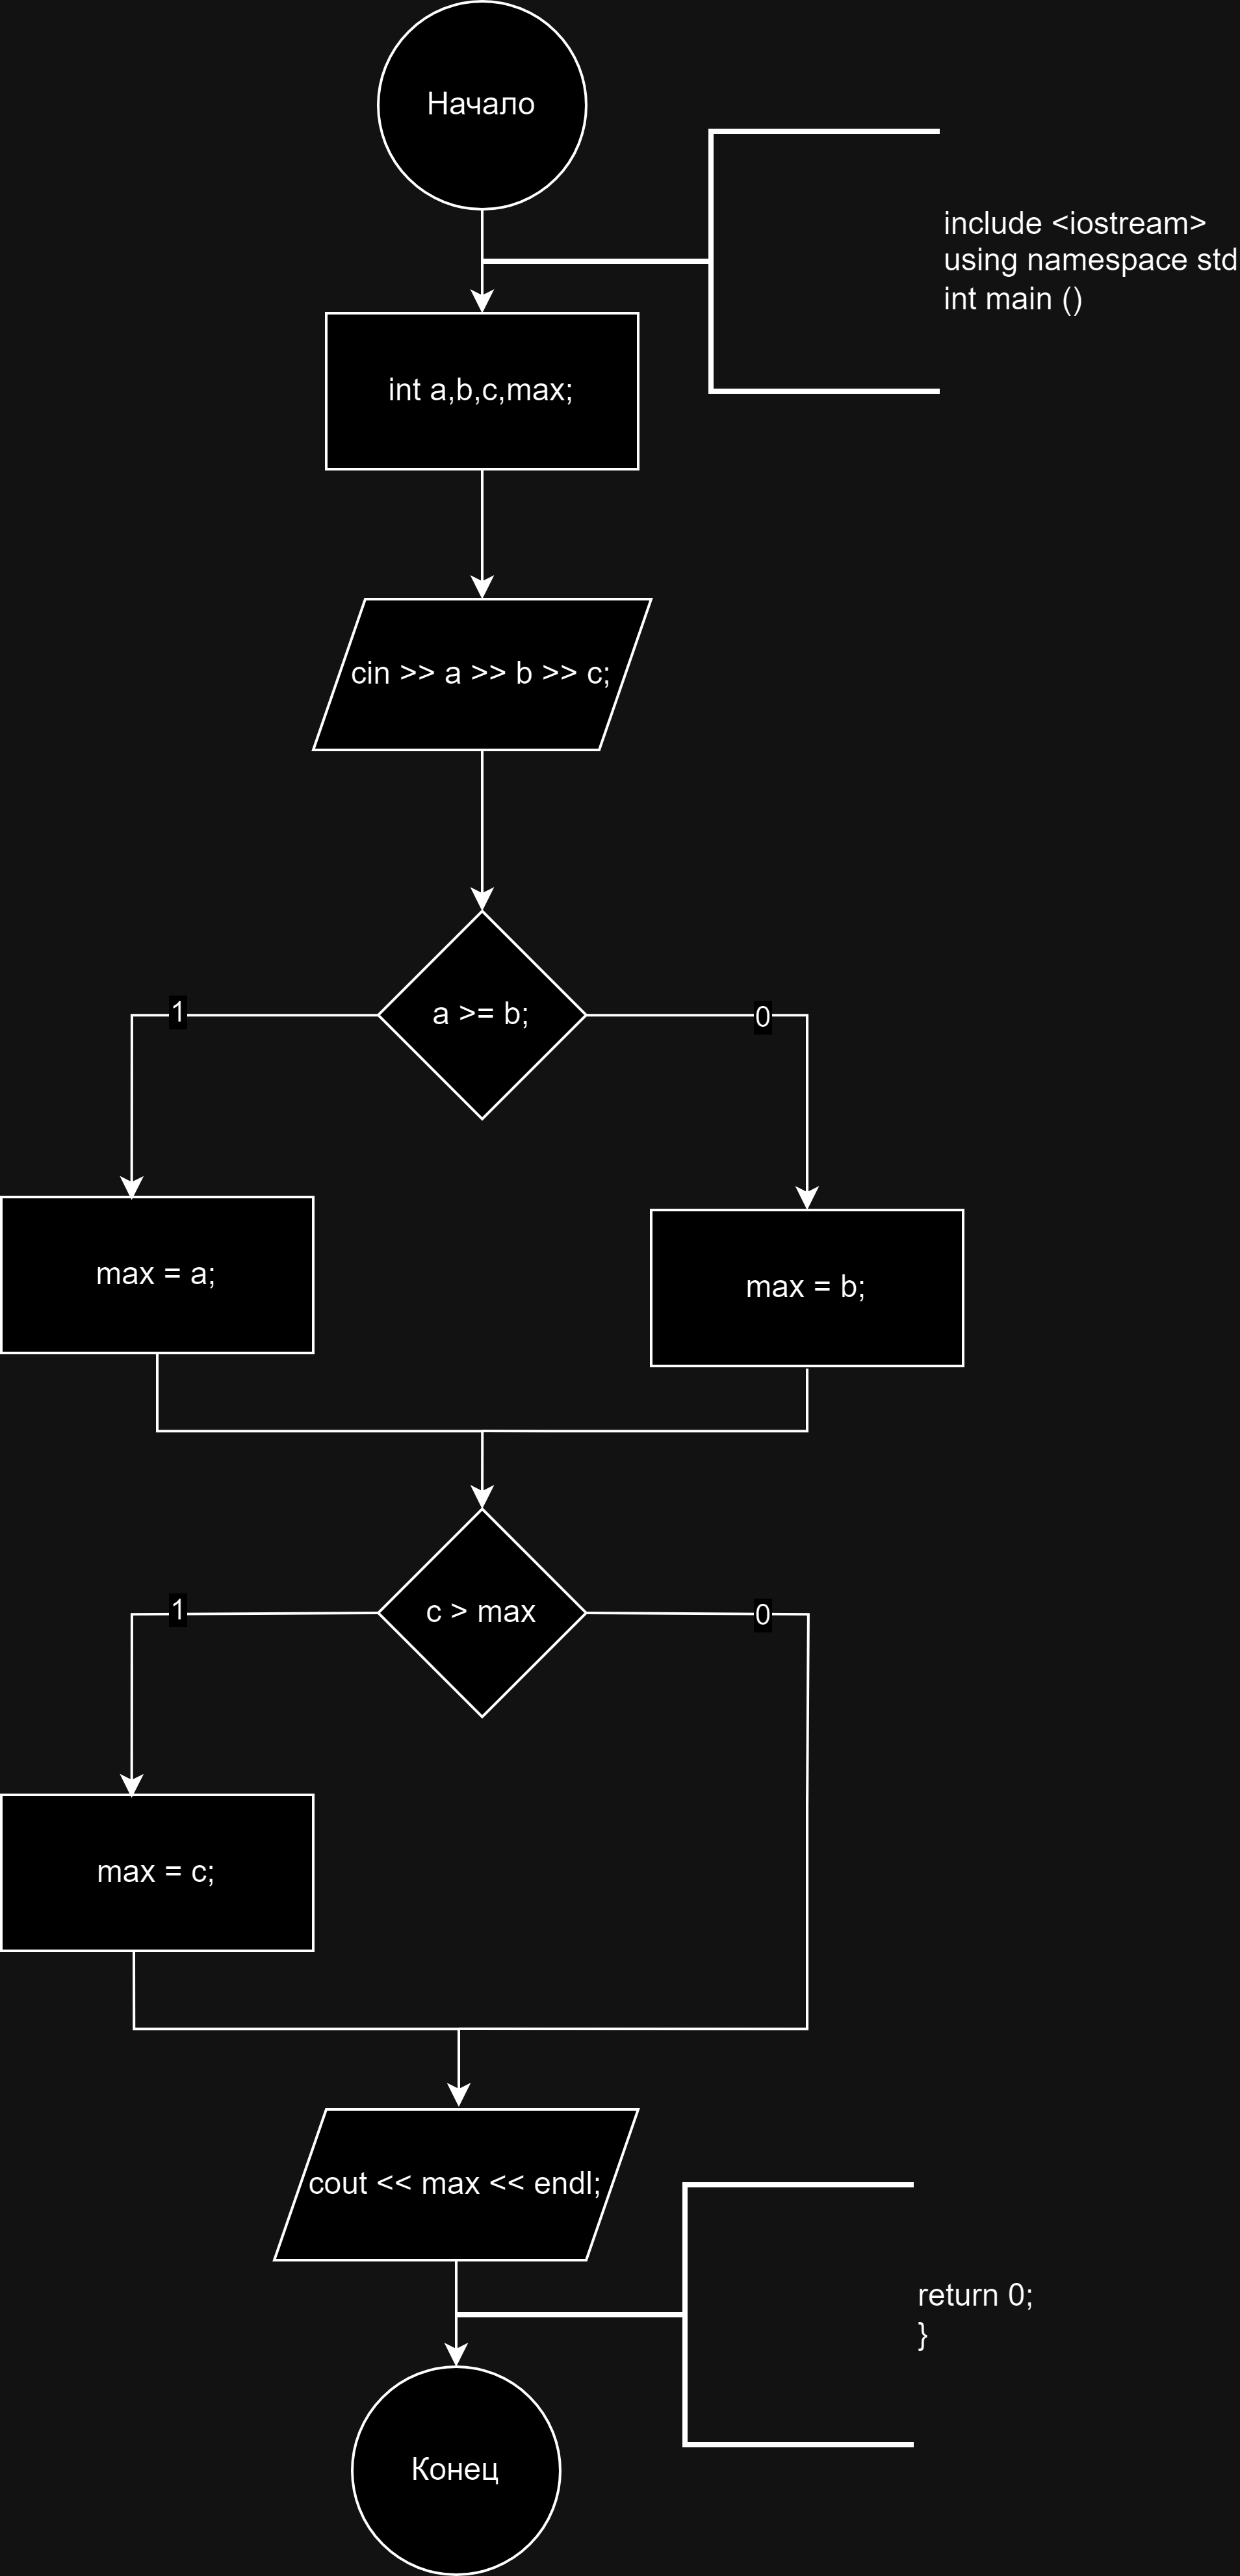 Начало
include <iostream>
using namespace std
int main ()
int a,b,c,max;
cin >> a >> b >> c;
a >= b;
1
0
max = a;
max = b;
c > max
1
0
max = c;
cout << max << endl;
return 0;
}
Конец